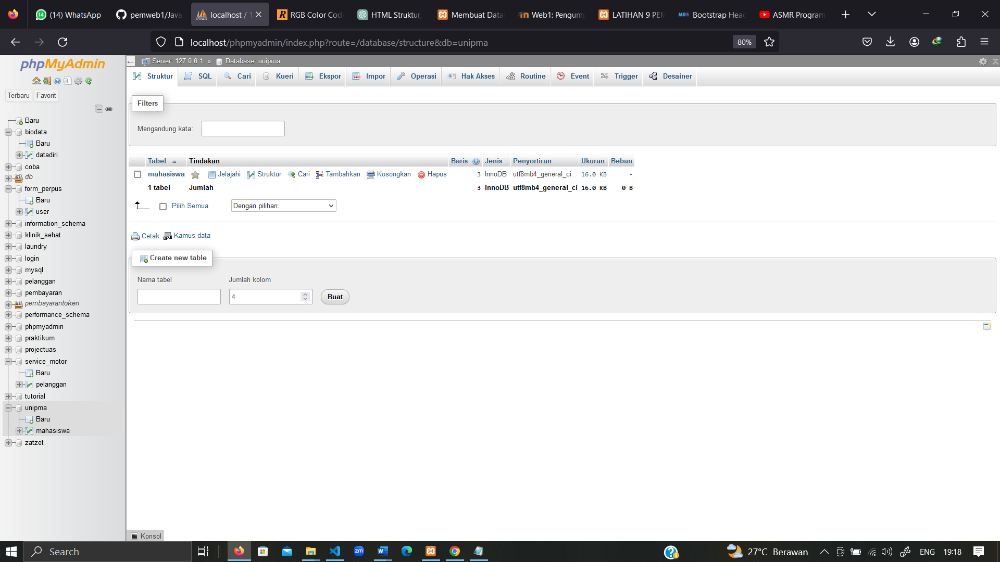 (14) WhatsApp
pemweb1/Java
localhost / 1
RGB Color Cod
HTML Struktur,
Membuat Data
Web1: Pengump
LATIHAN 9 PEM
Bootstrap Head
ASMR Program
localhost/phpmyadmin/index.php?route=/database/structure&db=unipma
80%
phpMyAdmin
Terbaru
Favorit
Baru
biodata
Baru
datadiri
coba
db
form_perpus
Baru
user
information_schema
klinik_sehat
laundry
login
mysql
pelanggan
pembayaran
pembayarantoken
performance_schema
phpmyadmin
praktikum
projectuas
service_motor
Baru
pelanggan
tutorial
unipma
Baru
mahasiswa
zatzet
Server: 127.0.0.1 » Database: unipma
Struktur SQL Cari Kueri Ekspor Impor Operasi Hak Akses Routine Event Trigger Desainer
Filters
Mengandung kata:
Tabel Tindakan Baris Jenis Penyortiran Ukuran Beban
mahasiswa Jelajahi Struktur Cari Tambahkan Kosongkan Hapus 3 InnoDB utf8mb4_general_ci 16.0 KB -
1 tabel Jumlah 3 InnoDB utf8mb4_general_ci 16.0 KB 0 B
Pilih Semua Dengan pilihan:
Cetak Kamus data
Create new table
Nama tabel Jumlah kolom
4 Buat
Konsol
Search
27°C Berawan
ENG 19:18